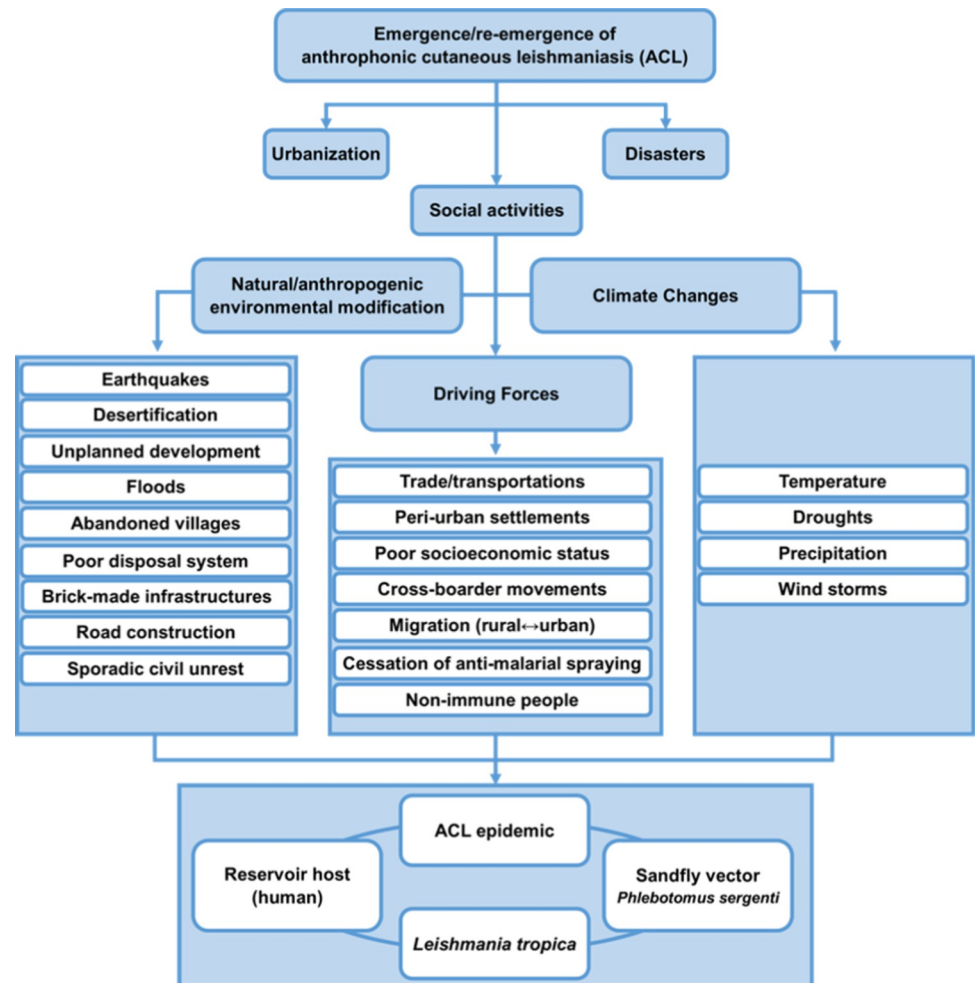 Emergence/re-emergence of
anthrophonic cutaneous leishmaniasis (ACL)
Urbanization
Disasters
Social activities
Natural/anthropogenic
environmental modification
Climate Changes
Earthquakes
Desertification
Unplanned development
Floods
Abandoned villages
Poor disposal system
Brick-made infrastructures
Road construction
Sporadic civil unrest
Driving Forces
Trade/transportations
Peri-urban settlements
Poor socioeconomic status
Cross-boarder movements
Migration (rural↔urban)
Cessation of anti-malarial spraying
Non-immune people
Temperature
Droughts
Precipitation
Wind storms
ACL epidemic
Reservoir host
(human)
Sandfly vector
Phlebotomus sergenti
Leishmania tropica